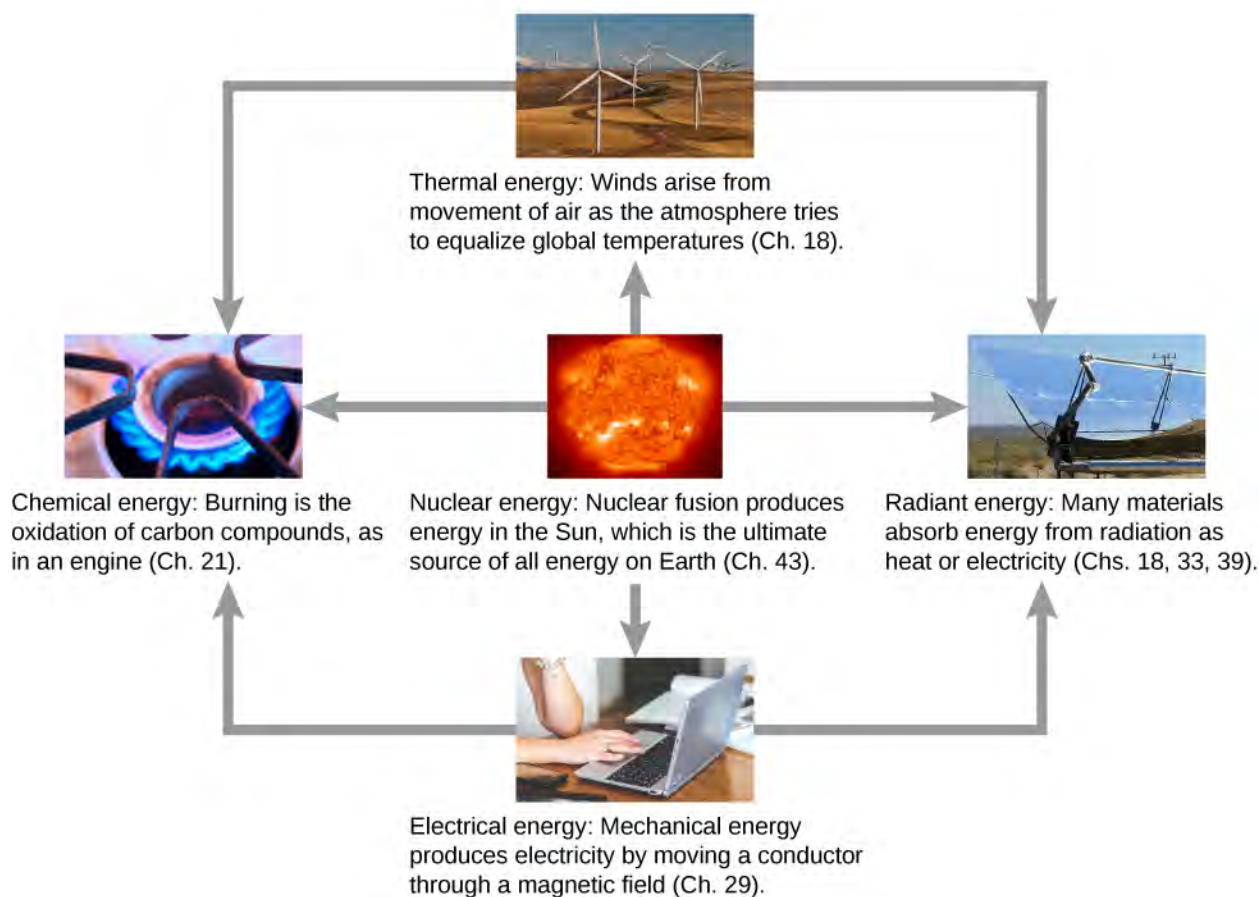 Thermal energy: Winds arise from
movement of air as the atmosphere tries
to equalize global temperatures (Ch. 18).
Chemical energy: Burning is the
oxidation of carbon compounds, as
in an engine (Ch. 21).
Nuclear energy: Nuclear fusion produces
energy in the Sun, which is the ultimate
source of all energy on Earth (Ch. 43).
Radiant energy: Many materials
absorb energy from radiation as
heat or electricity (Chs. 18, 33, 39).
Electrical energy: Mechanical energy
produces electricity by moving a conductor
through a magnetic field (Ch. 29).